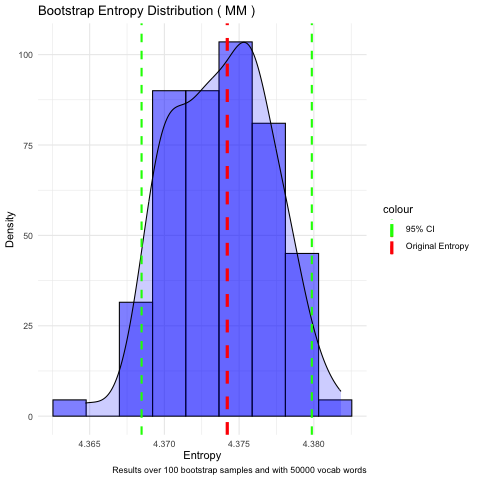 Bootstrap Entropy Distribution ( MM )
100
75
50
25
0
Density
4.365
4.370
4.375
4.380
Entropy
colour
95% CI
Original Entropy
Results over 100 bootstrap samples and with 50000 vocab words